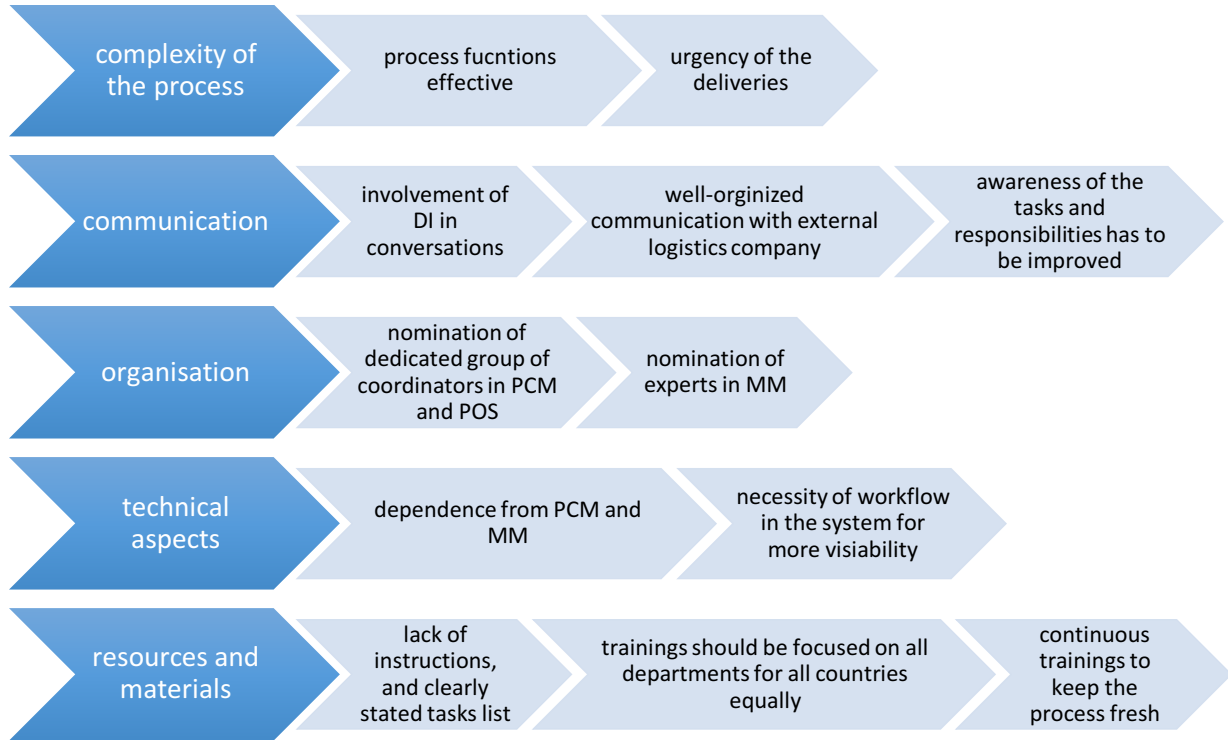 complexity of
the process
process fucntions
effective
urgency of the
deliveries
communication
involvement of
DI in
conversations
well-orginized
communication with external
logistics company
awareness of the
tasks and
responsibilities has to
be improved
organisation
nomination of
dedicated group of
coordinators in PCM
and POS
nomination of
experts in MM
technical
aspects
dependence from PCM and
MM
necessity of workflow
in the system for
more visiability
resources and
materials
lack of
instructions,
and clearly
stated tasks list
trainings should be focused on all
departments for all countries
equally
continuous
trainings to
keep the
process fresh